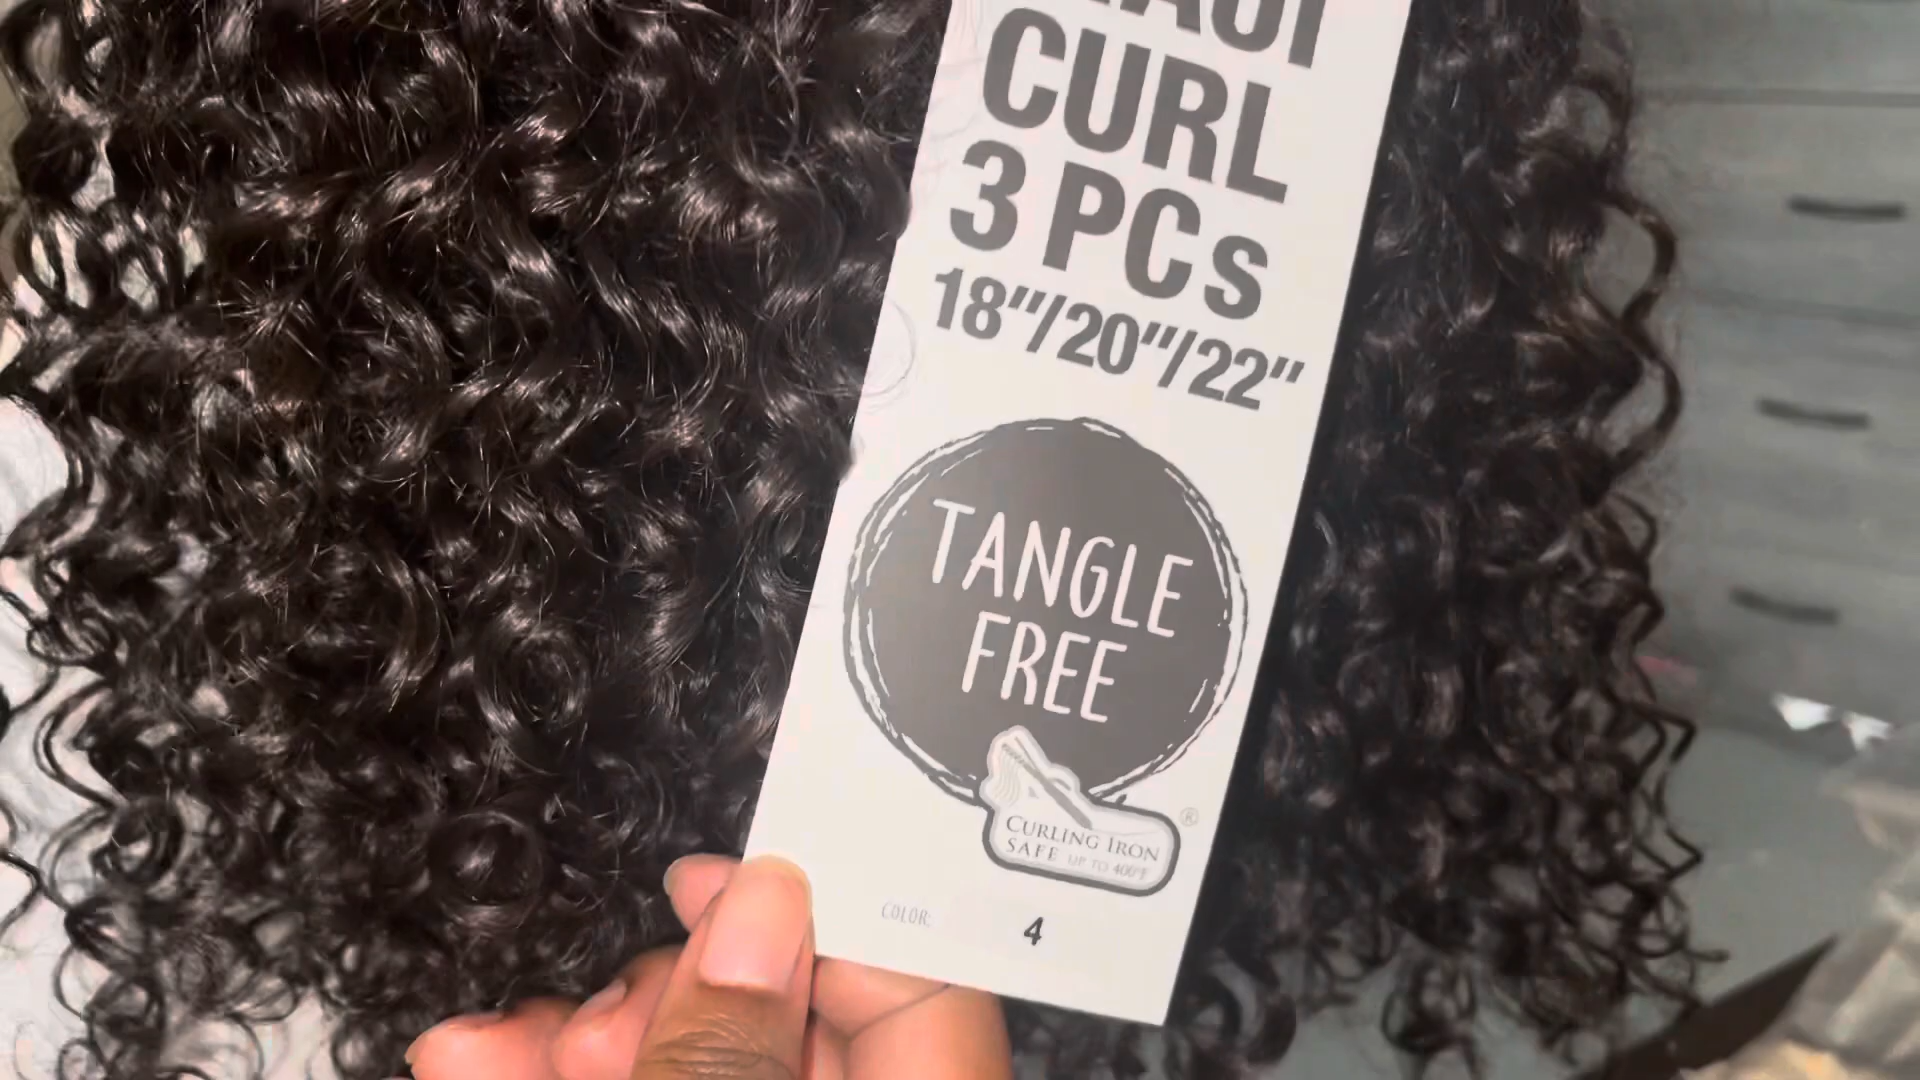 CURL
3 PCs
18"/20"/22"
TANGLE
FREE
CURLING IRON
SAFE UP TO 400°F
®
COLOR: 4